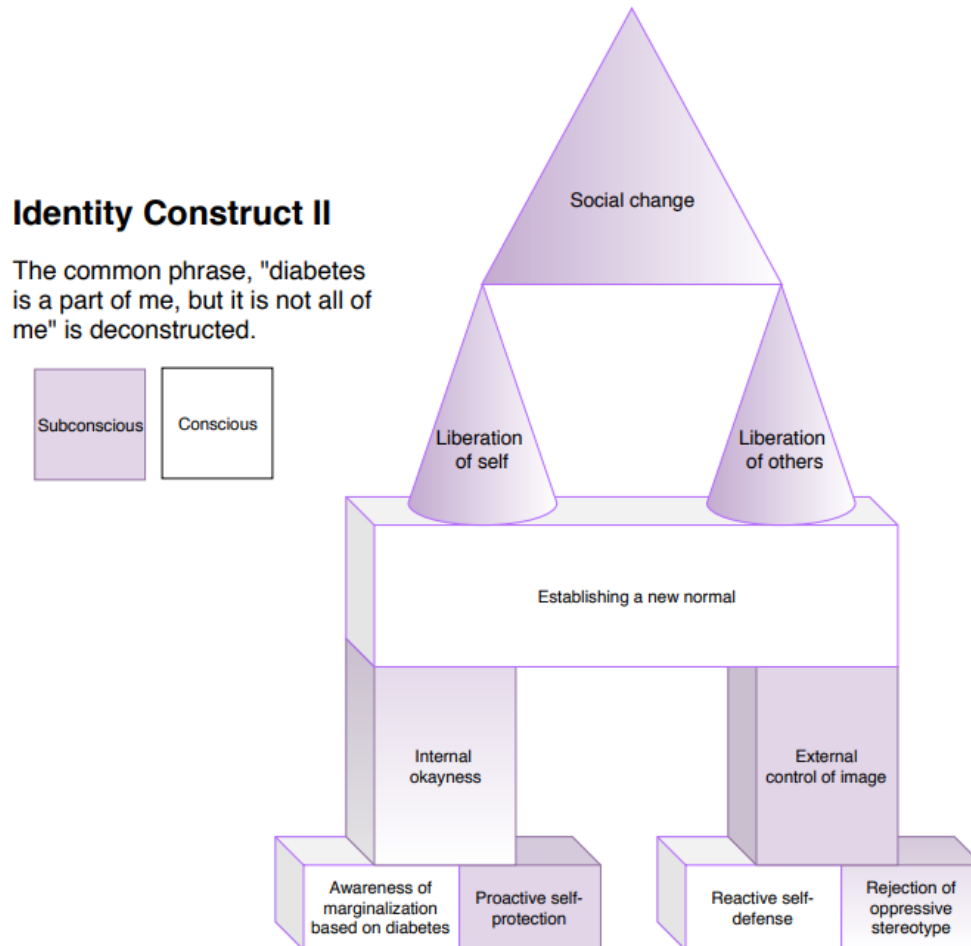 Social change
Identity Construct II
The common phrase, "diabetes
is a part of me, but it is not all of
me" is deconstructed.
Subconscious
Conscious
Liberation
of self
Liberation
of others
Establishing a new normal
Internal
okayness
External
control of image
Awareness of
marginalization
based on diabetes
Proactive self-
protection
Reactive self-
defense
Rejection of
oppressive
stereotype